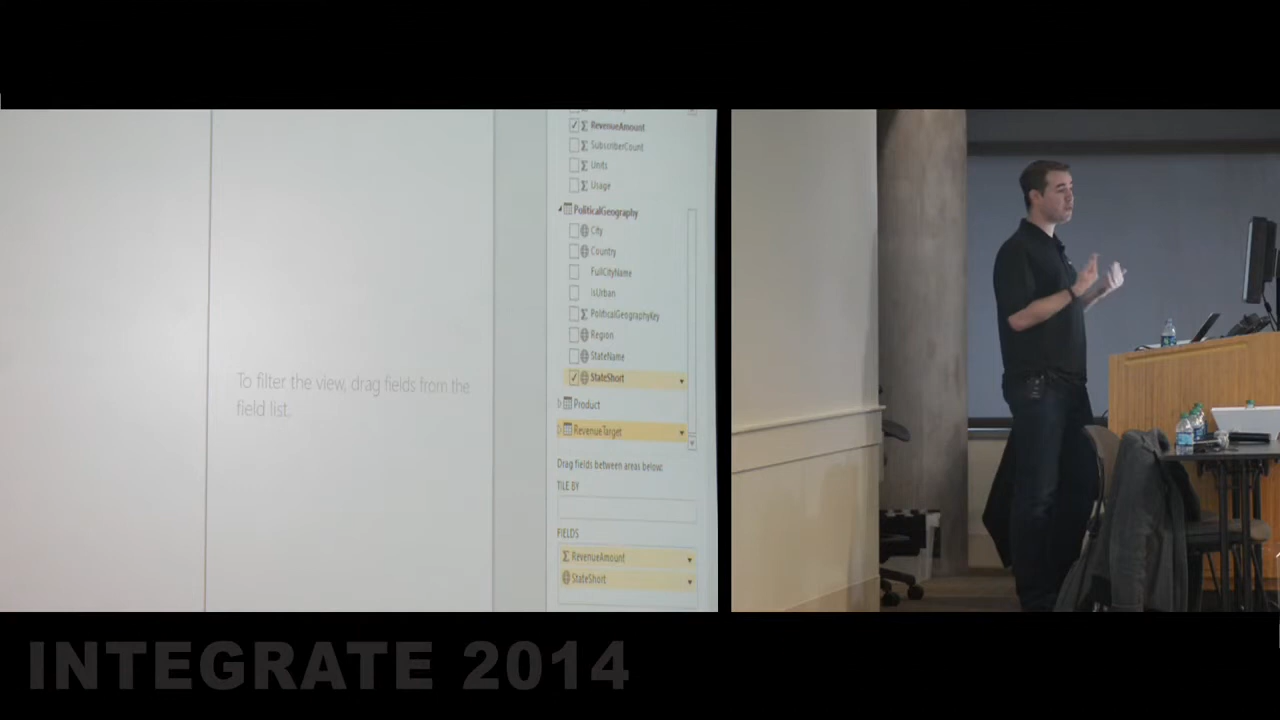 RevenueAmount
SubscriberCount
Units
Usage
PoliticalGeography
City
Country
FullCityName
IsUrban
PoliticalGeographyKey
Region
StateName
StateShort
Product
RevenueTarget
To filter the view, drag fields from the
field list.
Drag fields between areas below:
TILE BY
FIELDS
RevenueAmount
StateShort
INTEGRATE 2014